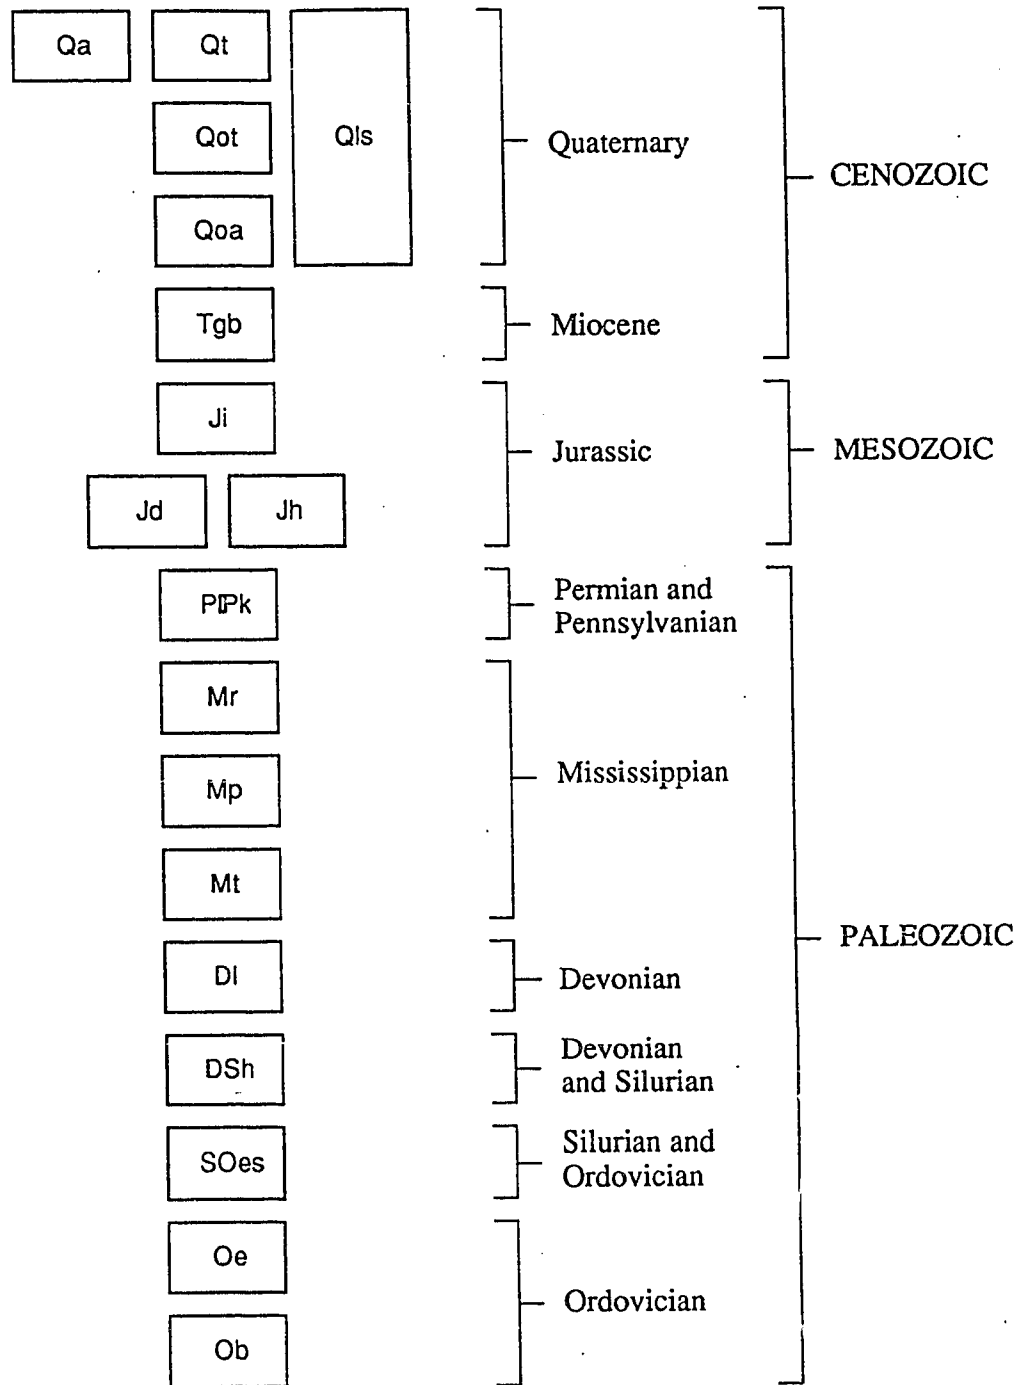 Qa
Qt
Qls
Qot
Quaternary
CENOZOIC
Qoa
Tgb
Miocene
Ji
Jurassic
MESOZOIC
Jd
Jh
Permian and
Pennsylvanian
Mr
Mp
Mississippian
Mt
PALEOZOIC
Dl
Devonian
DSh
Devonian
and Silurian
SOes
Silurian and
Ordovician
Oe
Ordovician
Ob